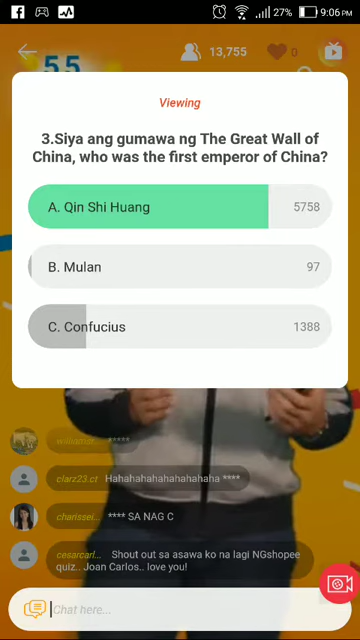 27% 9:06 PM
55
13,755 0
Viewing
3.Siya ang gumawa ng The Great Wall of
China, who was the first emperor of China?
A. Qin Shi Huang 5758
B. Mulan 97
C. Confucius 1388
*****
clarz23.ct Hahahahahahahahahaha ****
charissei... **** SA NAG C
cesarcarl... Shout out sa asawa ko na lagi NGshopee
quiz.. Joan Carlos.. love you!
Chat here...